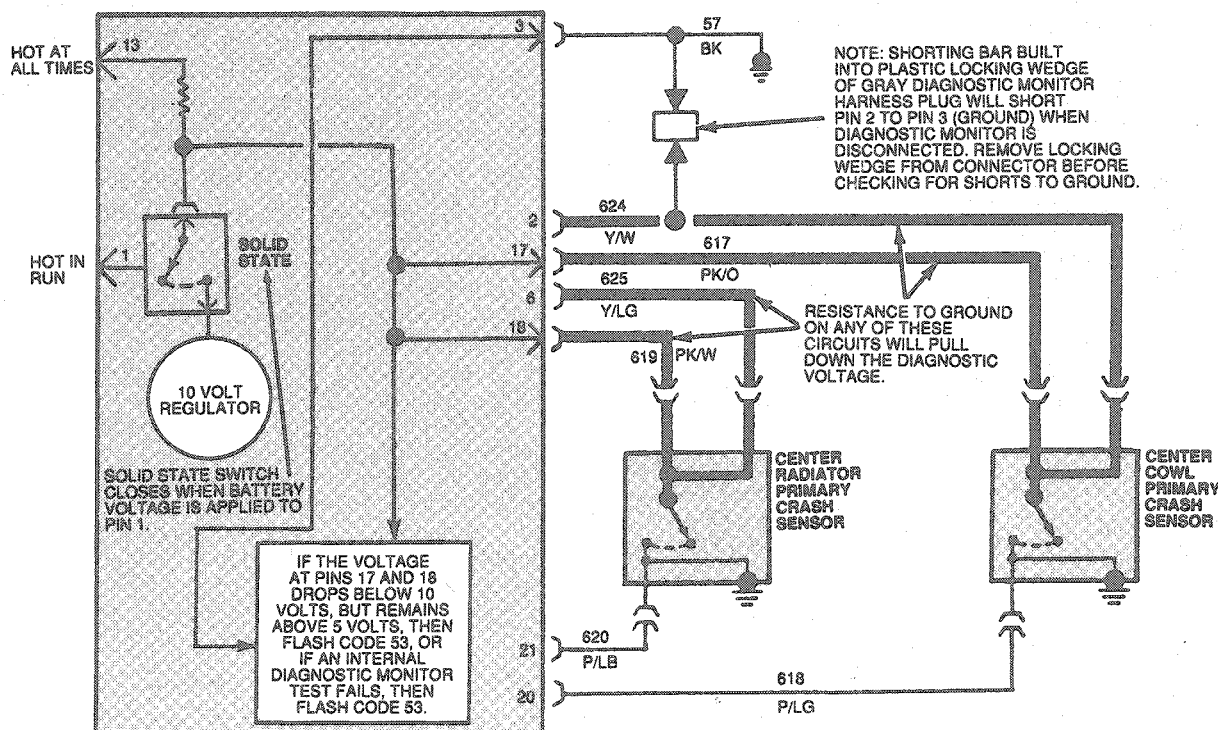 HOT AT
ALL TIMES
13
3
57
BK
NOTE: SHORTING BAR BUILT
INTO PLASTIC LOCKING WEDGE
OF GRAY DIAGNOSTIC MONITOR
HARNESS PLUG WILL SHORT
PIN 2 TO PIN 3 (GROUND) WHEN
DIAGNOSTIC MONITOR IS
DISCONNECTED. REMOVE LOCKING
WEDGE FROM CONNECTOR BEFORE
CHECKING FOR SHORTS TO GROUND.
HOT IN
RUN
1
SOLID
STATE
2
624
Y/W
17
617
PK/O
6
625
Y/LG
18
619
PK/W
RESISTANCE TO GROUND
ON ANY OF THESE
CIRCUITS WILL PULL
DOWN THE DIAGNOSTIC
VOLTAGE.
10 VOLT
REGULATOR
SOLID STATE SWITCH
CLOSES WHEN BATTERY
VOLTAGE IS APPLIED TO
PIN 1.
CENTER
RADIATOR
PRIMARY
CRASH
SENSOR
CENTER
COWL
PRIMARY
CRASH
SENSOR
IF THE VOLTAGE
AT PINS 17 AND 18
DROPS BELOW 10
VOLTS, BUT REMAINS
ABOVE 5 VOLTS, THEN
FLASH CODE 53, OR
IF AN INTERNAL
DIAGNOSTIC MONITOR
TEST FAILS, THEN
FLASH CODE 53.
21
620
P/LB
20
618
P/LG